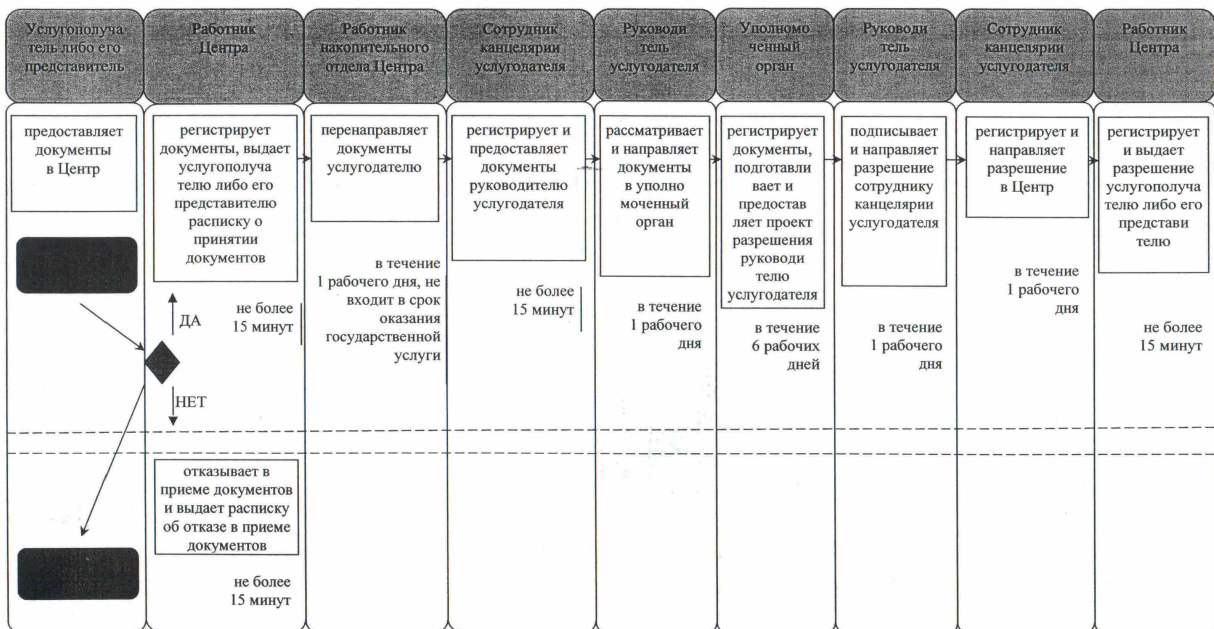 Услугополуча
тель либо его
представитель
Работник
Центра
Работник
накопительного
отдела Центра
Сотрудник
канцелярии
услугодателя
Руководи
тель
услугодателя
Уполномо
ченный
орган
Руководи
тель
услугодателя
Сотрудник
канцелярии
услугодателя
Работник
Центра
предоставляет
документы
в Центр
регистрирует
документы, выдает
услугополуча
телю либо его
представителю
расписку о
принятии
документов
перенаправляет
документы
услугодателю
регистрирует и
предоставляет
документы
руководителю
услугодателя
рассматривает
и направляет
документы
в уполно
моченный
орган
регистрирует
документы,
подготавли
вает и
предостав
ляет проект
разрешения
руководи
телю
услугодателя
подписывает
и направляет
разрешение
сотруднику
канцелярии
услугодателя
регистрирует и
направляет
разрешение
в Центр
регистрирует
и выдает
разрешение
услугополуча
телю либо его
представи
телю
ДА
не более
15 минут
в течение
1 рабочего дня, не
входит в срок
оказания
государственной
услуги
не более
15 минут
в течение
1 рабочего
дня
в течение
6 рабочих
дней
в течение
1 рабочего
дня
в течение
1 рабочего
дня
не более
15 минут
НЕТ
отказывает в
приеме документов
и выдает расписку
об отказе в приеме
документов
не более
15 минут